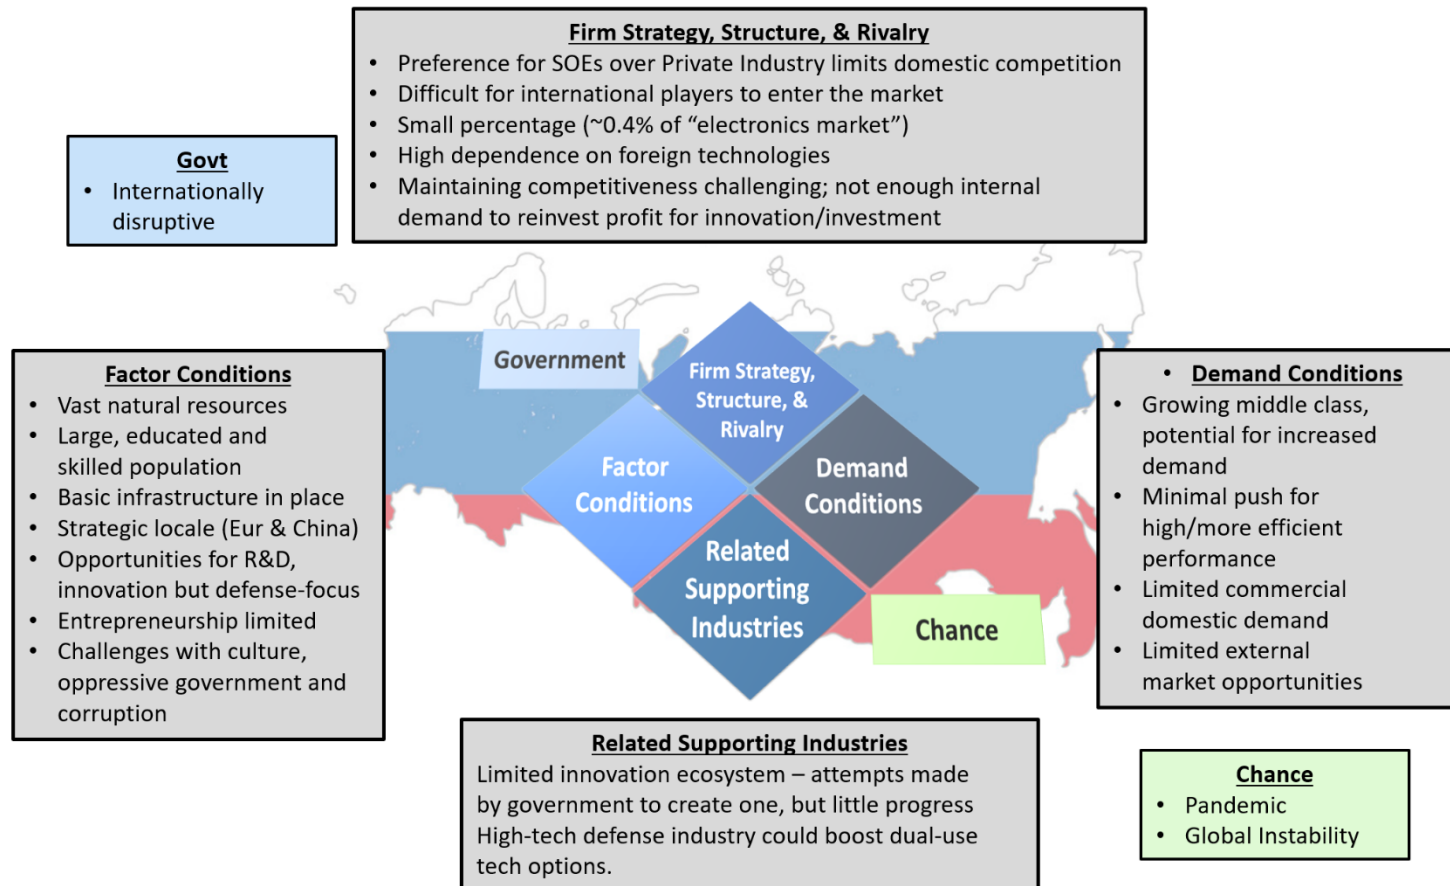 Firm Strategy, Structure, & Rivalry
• Preference for SOEs over Private Industry limits domestic competition
• Difficult for international players to enter the market
• Small percentage (~0.4% of “electronics market”)
• High dependence on foreign technologies
• Maintaining competitiveness challenging; not enough internal
demand to reinvest profit for innovation/investment
Govt
• Internationally
disruptive
Government
Firm Strategy,
Structure, &
Rivalry
Factor
Conditions
Demand
Conditions
Related
Supporting
Industries
Chance
Factor Conditions
• Vast natural resources
• Large, educated and
skilled population
• Basic infrastructure in place
• Strategic locale (Eur & China)
• Opportunities for R&D,
innovation but defense-focus
• Entrepreneurship limited
• Challenges with culture,
oppressive government and
corruption
• Demand Conditions
• Growing middle class,
potential for increased
demand
• Minimal push for
high/more efficient
performance
• Limited commercial
domestic demand
• Limited external
market opportunities
Related Supporting Industries
Limited innovation ecosystem – attempts made
by government to create one, but little progress
High-tech defense industry could boost dual-use
tech options.
Chance
• Pandemic
• Global Instability